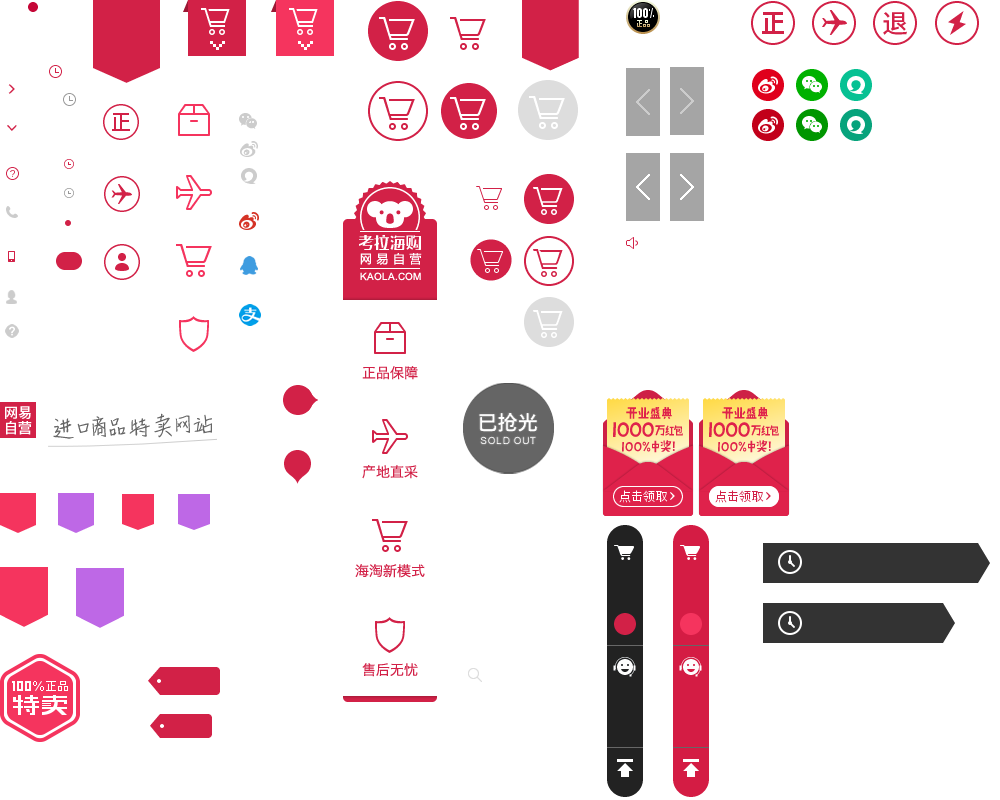 100%
正品
正
退
正
考拉海购
网易自营
KAOLA.COM
正品保障
产地直采
海淘新模式
售后无忧
网易
自营
进口商品特卖网站
已抢光
SOLD OUT
开业盛典
1000万红包
100%中奖!
点击领取
开业盛典
1000万红包
100%中奖!
点击领取
100%正品
特卖
支